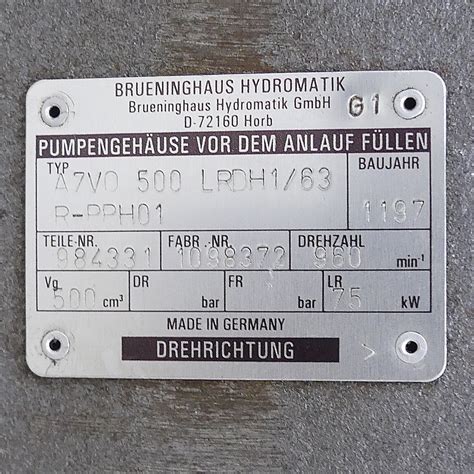 BRUENINGHAUS HYDROMATIK
Brueninghaus Hydromatik GmbH
D-72160 Horb
G1
PUMPENGEHÄUSE VOR DEM ANLAUF FÜLLEN
TYP
BAUJAHR
A7VO 500 LRDH1/63
R-PPH01
1197
TEILE-NR. FABR.-NR. DREHZAHL
984331 1098372 960 min⁻¹
Vg DR FR LR
500 cm³ bar bar 75 kW
MADE IN GERMANY
DREHRICHTUNG >